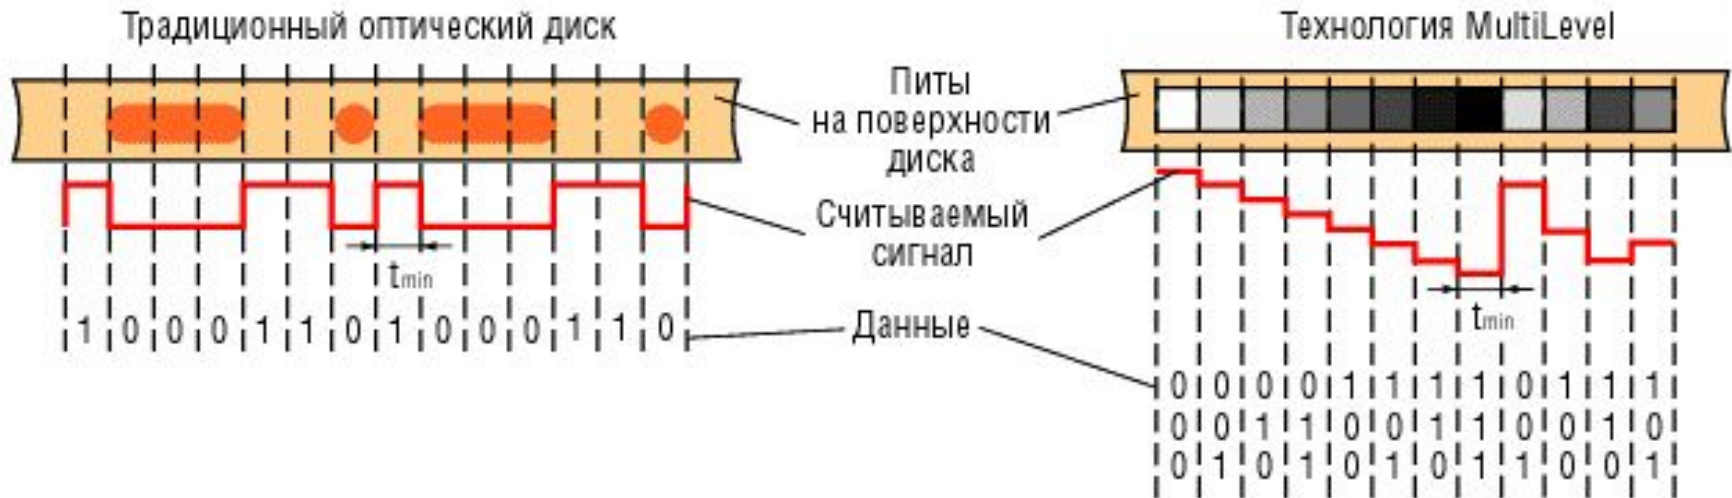 Традиционный оптический диск
Технология MultiLevel
Питы
на поверхности
диска
Считываемый
сигнал
tmin
tmin
1 0 0 0 1 1 0 1 0 0 0 1 1 0
Данные
0 0 0 0 1 1 1 1 0 1 1 1
0 0 1 1 0 0 1 1 0 0 1 0
0 1 0 1 0 1 0 1 1 0 0 1